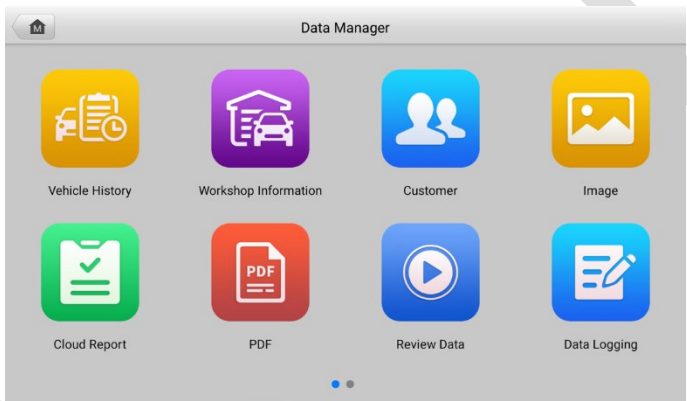 M
Data Manager
Vehicle History
Workshop Information
Customer
Image
PDF
Cloud Report
PDF
Review Data
Data Logging